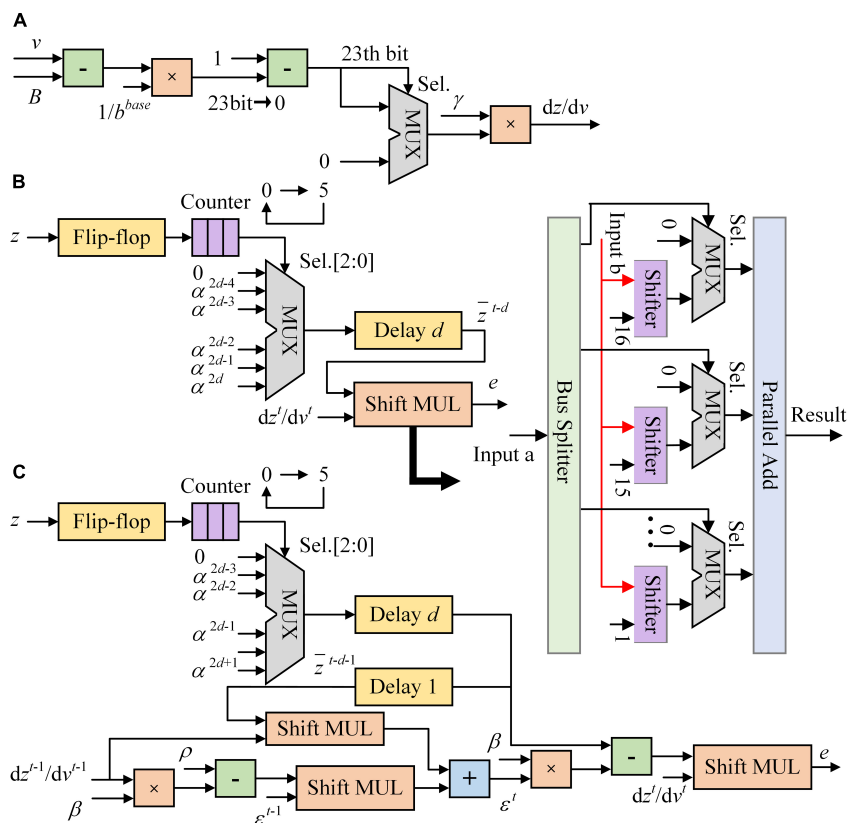 A
v
B
-
×
1/b^base
1
23bit→0
-
23th bit
Sel.
MUX
0
γ
×
dz/dv
B
z
Flip-flop
Counter
0 → 5
Sel.[2:0]
0
α^2d-4
α^2d-3
α^2d-2
α^2d-1
α^2d
MUX
Delay d
z̅^t-d
dz^t/dv^t
Shift MUL
e
Input a
Bus Splitter
Input b
0
Sel.
MUX
Shifter
16
0
Sel.
MUX
Shifter
15
...
0
Sel.
MUX
Shifter
1
Parallel Add
Result
C
z
Flip-flop
Counter
0 → 5
Sel.[2:0]
0
α^2d-3
α^2d-2
α^2d-1
α^2d+1
MUX
Delay d
z̅^t-d-1
Delay 1
Shift MUL
dz^t-1/dv^t-1
β
×
ρ
-
ε^t-1
Shift MUL
+
β
ε^t
×
-
dz^t/dv^t
Shift MUL
e